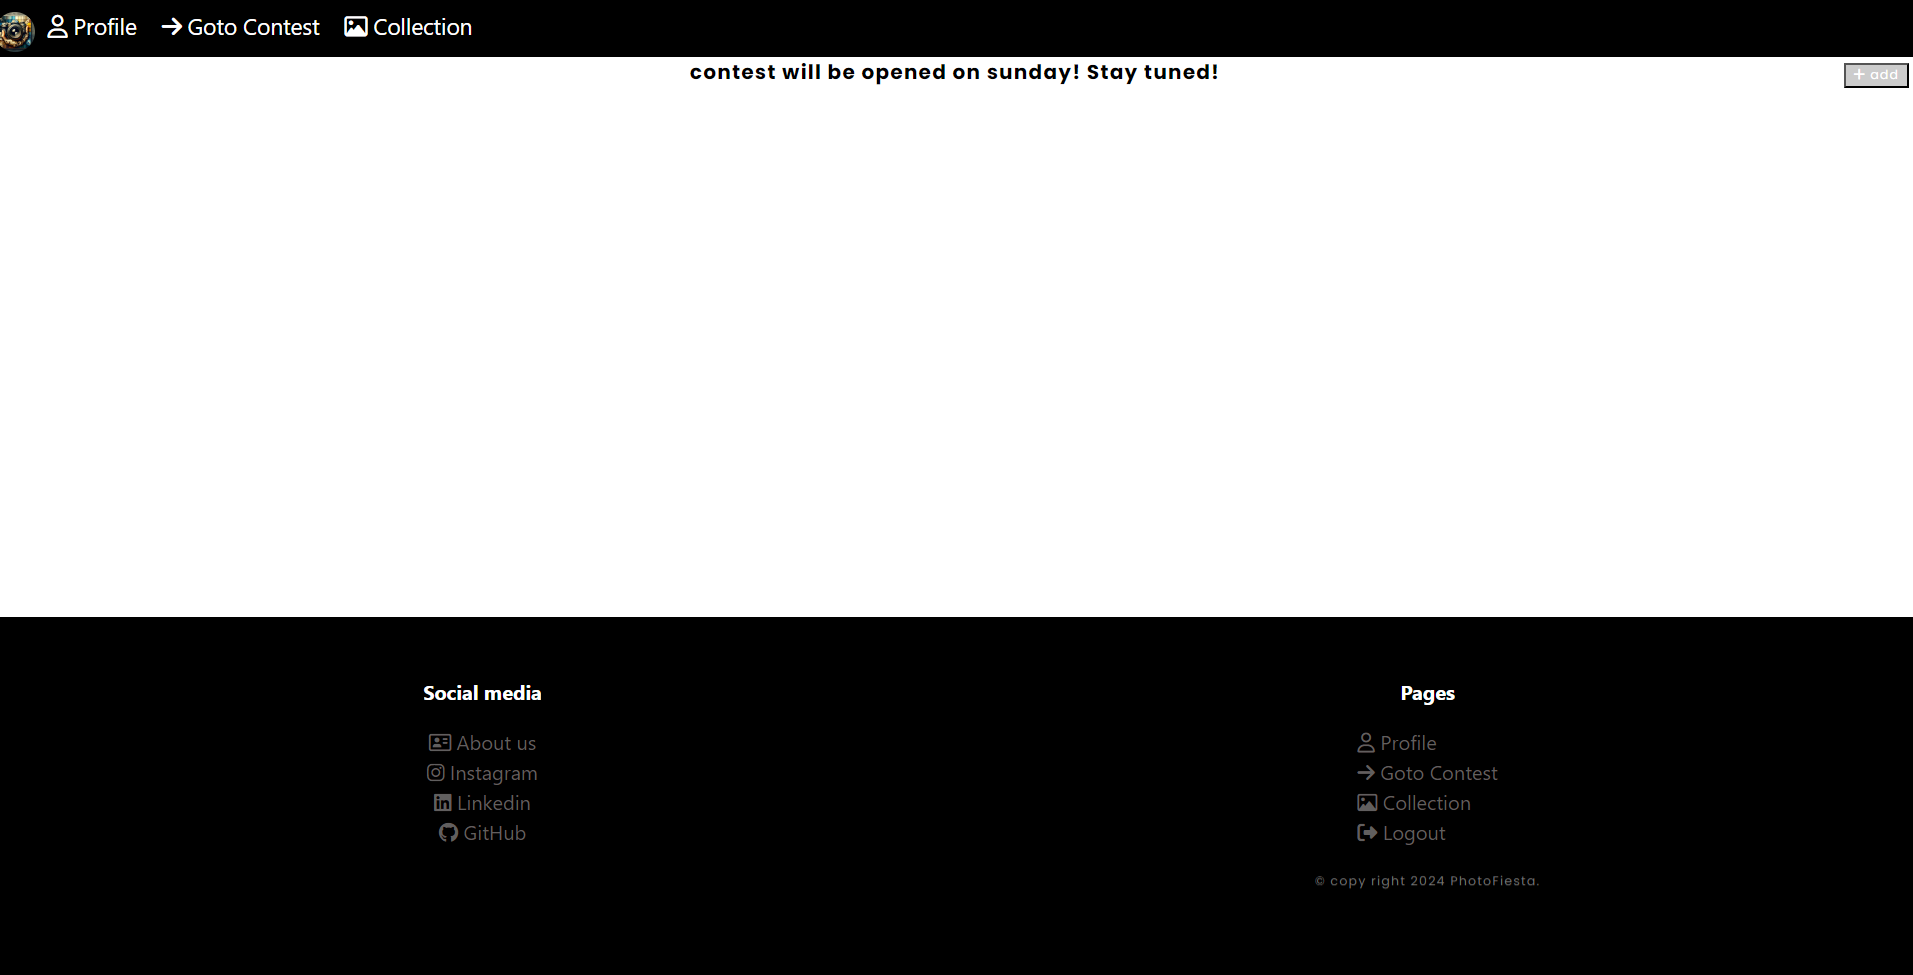 Profile
Goto Contest
Collection
contest will be opened on sunday! Stay tuned!
+ add
Social media
About us
Instagram
Linkedin
GitHub
Pages
Profile
Goto Contest
Collection
Logout
© copy right 2024 PhotoFiesta.